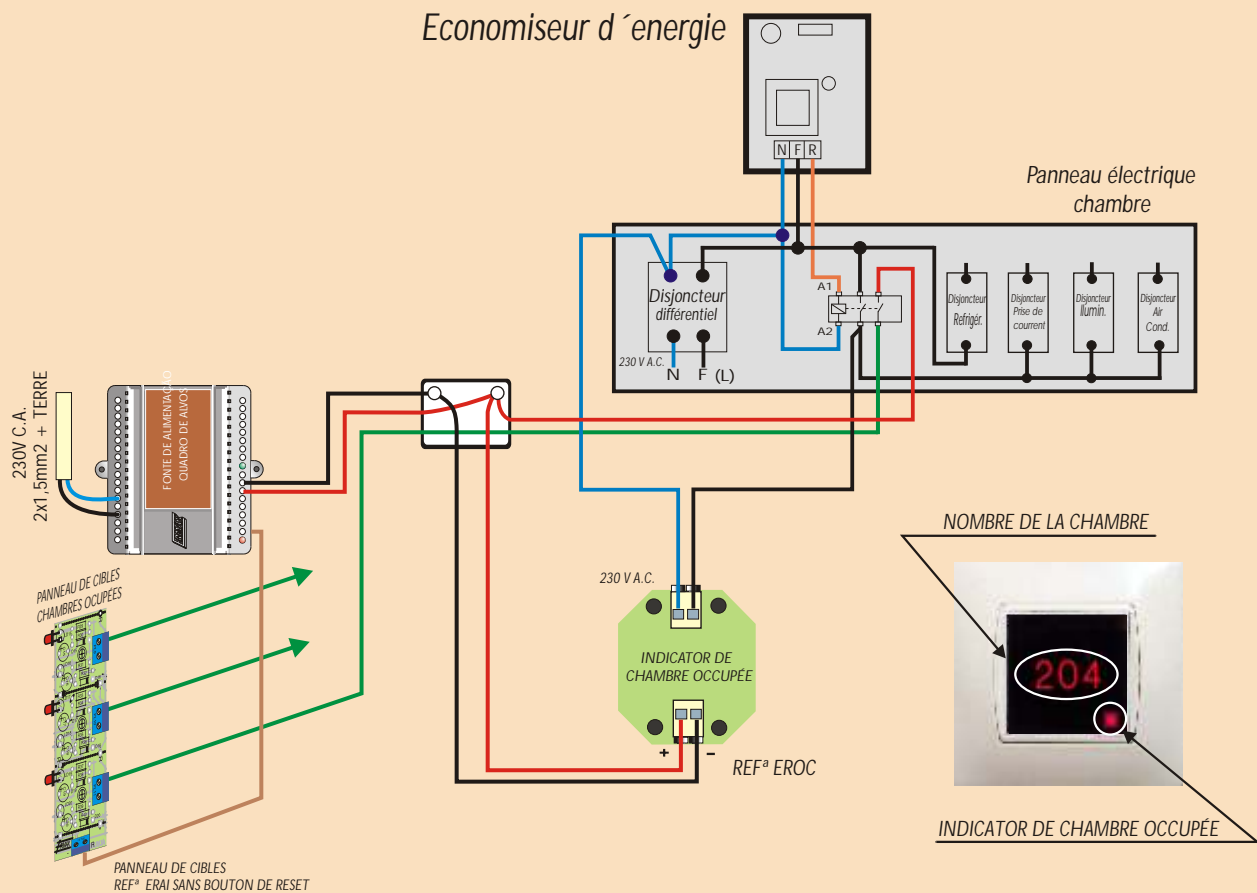 Economiseur d´energie
N F R
Panneau électrique
chambre
Disjoncteur
différentiel
230 V A.C.
N F (L)
A1
A2
Disjoncteur
Refrigér.
Disjoncteur
Prise de
courrent
Disjoncteur
Ilumin.
Disjoncteur
Air
Cond.
230V C.A.
2x1,5mm2 + TERRE
FONTE DE ALIMENTAÇÃO
QUADRO DE ALVOS
PANNEAU DE CIBLES
CHAMBRES OCUPÉES
230 V A.C.
INDICATOR DE
CHAMBRE OCCUPÉE
+ –
REFª EROC
NOMBRE DE LA CHAMBRE
204
INDICATOR DE CHAMBRE OCCUPÉE
PANNEAU DE CIBLES
REFª ERAI SANS BOUTON DE RESET